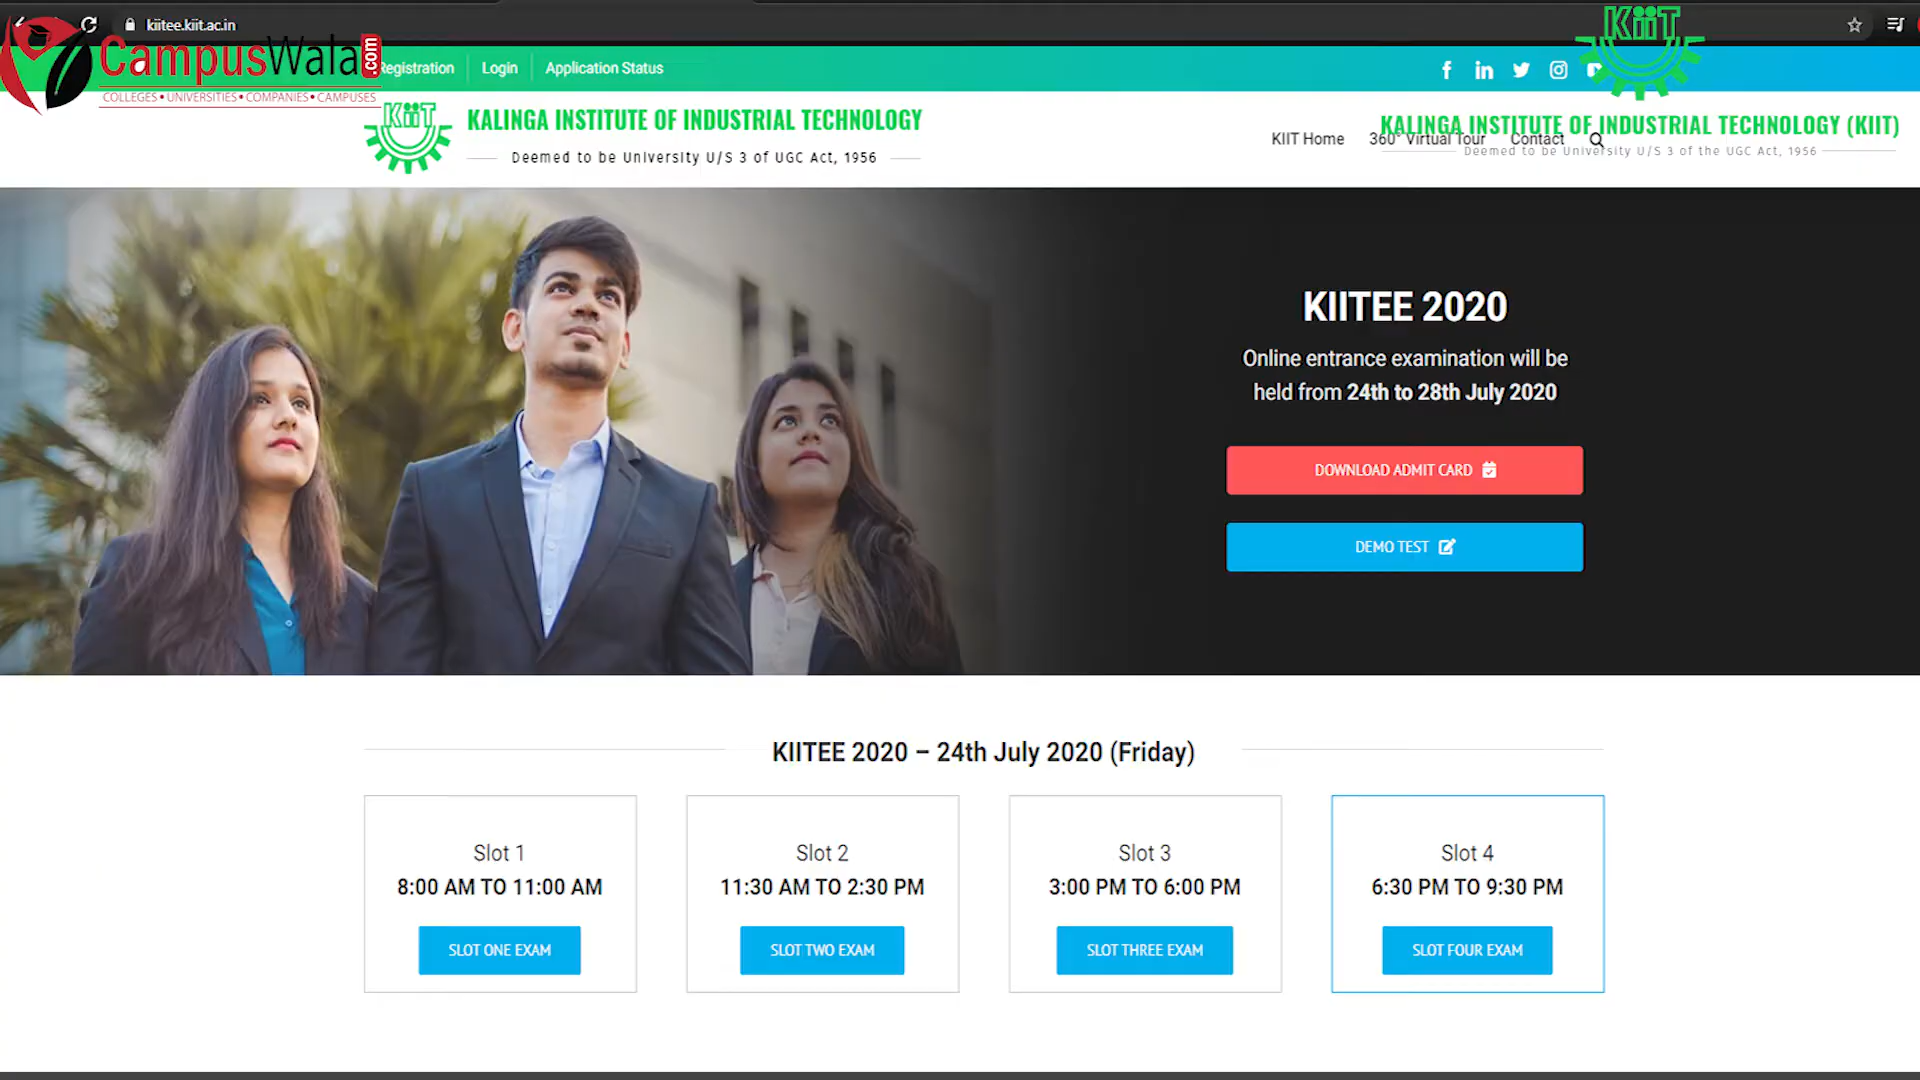 kiitee.kiit.ac.in
CampusWala.com
COLLEGES • UNIVERSITIES • COMPANIES • CAMPUSES
Registration
Login
Application Status
KiiT
KiiT
KALINGA INSTITUTE OF INDUSTRIAL TECHNOLOGY
Deemed to be University U/S 3 of UGC Act, 1956
KIIT Home
360° Virtual Tour
Contact
KALINGA INSTITUTE OF INDUSTRIAL TECHNOLOGY (KIIT)
Deemed to be University U/S 3 of the UGC Act, 1956
KIITEE 2020
Online entrance examination will be
held from 24th to 28th July 2020
DOWNLOAD ADMIT CARD
DEMO TEST
KIITEE 2020 – 24th July 2020 (Friday)
Slot 1
8:00 AM TO 11:00 AM
SLOT ONE EXAM
Slot 2
11:30 AM TO 2:30 PM
SLOT TWO EXAM
Slot 3
3:00 PM TO 6:00 PM
SLOT THREE EXAM
Slot 4
6:30 PM TO 9:30 PM
SLOT FOUR EXAM